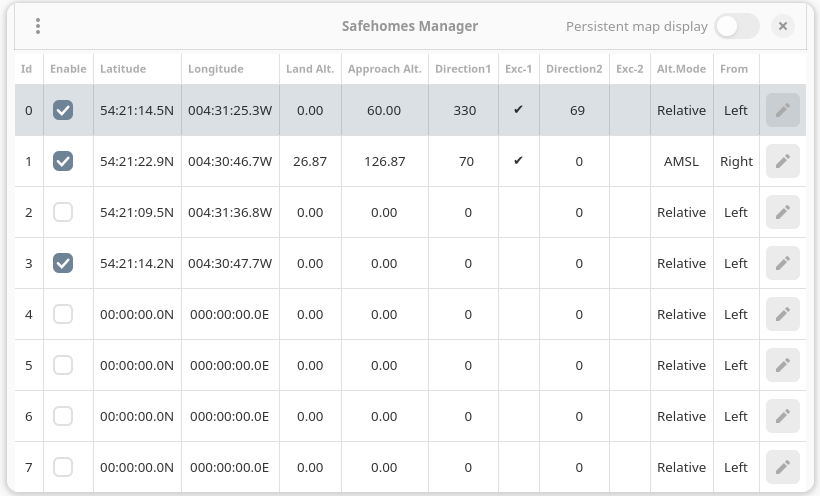 Safehomes Manager Persistent map display
Id Enable Latitude Longitude Land Alt. Approach Alt. Direction1 Exc-1 Direction2 Exc-2 Alt.Mode From
0 54:21:14.5N 004:31:25.3W 0.00 60.00 330 ✔ 69 Relative Left
1 54:21:22.9N 004:30:46.7W 26.87 126.87 70 ✔ 0 AMSL Right
2 54:21:09.5N 004:31:36.8W 0.00 0.00 0 0 Relative Left
3 54:21:14.2N 004:30:47.7W 0.00 0.00 0 0 Relative Left
4 00:00:00.0N 000:00:00.0E 0.00 0.00 0 0 Relative Left
5 00:00:00.0N 000:00:00.0E 0.00 0.00 0 0 Relative Left
6 00:00:00.0N 000:00:00.0E 0.00 0.00 0 0 Relative Left
7 00:00:00.0N 000:00:00.0E 0.00 0.00 0 0 Relative Left